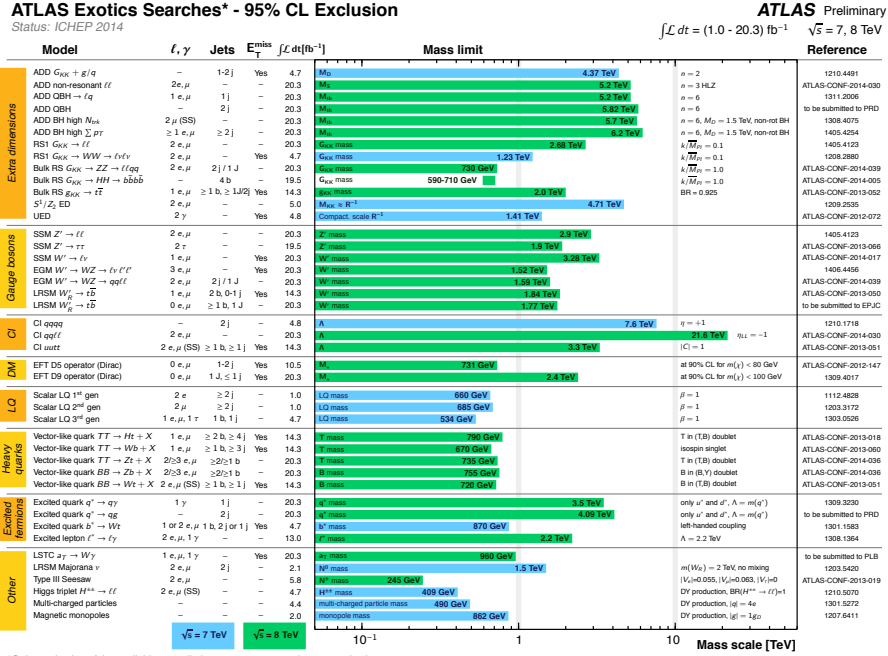 ATLAS Exotics Searches* - 95% CL Exclusion
ATLAS Preliminary
Status: ICHEP 2014
∫L dt = (1.0 - 20.3) fb⁻¹ √s = 7, 8 TeV
Model ℓ, γ Jets E_T^miss ∫L dt[fb⁻¹] Mass limit Reference
Extra dimensions
ADD G_KK + g/q – 1-2 j Yes 4.7 M_D 4.37 TeV n = 2 1210.4491
ADD non-resonant ℓℓ 2e, μ – – 20.3 M_S 5.2 TeV n = 3 HLZ ATLAS-CONF-2014-030
ADD QBH → ℓq 1 e, μ 1 j – 20.3 M_th 5.2 TeV n = 6 1311.2006
ADD QBH – 2 j – 20.3 M_th 5.82 TeV n = 6 to be submitted to PRD
ADD BH high N_trk 2 μ (SS) – – 20.3 M_th 5.7 TeV n = 6, M_D = 1.5 TeV, non-rot BH 1308.4075
ADD BH high ∑ p_T ≥ 1 e, μ ≥ 2 j – 20.3 M_th 6.2 TeV n = 6, M_D = 1.5 TeV, non-rot BH 1405.4254
RS1 G_KK → ℓℓ 2 e, μ – – 20.3 G_KK mass 2.68 TeV k/M̅_Pl = 0.1 1405.4123
RS1 G_KK → WW → ℓνℓν 2 e, μ – Yes 4.7 G_KK mass 1.23 TeV k/M̅_Pl = 0.1 1208.2880
Bulk RS G_KK → ZZ → ℓℓqq 2 e, μ 2 j / 1 J – 20.3 G_KK mass 730 GeV k/M̅_Pl = 1.0 ATLAS-CONF-2014-039
Bulk RS G_KK → HH → bb̅bb̅ – 4 b – 19.5 G_KK mass 590-710 GeV k/M̅_Pl = 1.0 ATLAS-CONF-2014-005
Bulk RS g_KK → tt̅ 1 e, μ ≥ 1 b, ≥ 1J/2j Yes 14.3 g_KK mass 2.0 TeV BR = 0.925 ATLAS-CONF-2013-052
S¹/Z₂ ED 2 e, μ – – 5.0 M_KK ≈ R⁻¹ 4.71 TeV 1209.2535
UED 2 γ – Yes 4.8 Compact. scale R⁻¹ 1.41 TeV ATLAS-CONF-2012-072
Gauge bosons
SSM Z′ → ℓℓ 2 e, μ – – 20.3 Z′ mass 2.9 TeV 1405.4123
SSM Z′ → ττ 2 τ – – 19.5 Z′ mass 1.9 TeV ATLAS-CONF-2013-066
SSM W′ → ℓν 1 e, μ – Yes 20.3 W′ mass 3.28 TeV ATLAS-CONF-2014-017
EGM W′ → WZ → ℓν ℓ′ℓ′ 3 e, μ – Yes 20.3 W′ mass 1.52 TeV 1406.4456
EGM W′ → WZ → qqℓℓ 2 e, μ 2 j / 1 J – 20.3 W′ mass 1.59 TeV ATLAS-CONF-2014-039
LRSM W′_R → tb̅ 1 e, μ 2 b, 0-1 j Yes 14.3 W′ mass 1.84 TeV ATLAS-CONF-2013-050
LRSM W′_R → tb̅ 0 e, μ ≥ 1 b, 1 J – 20.3 W′ mass 1.77 TeV to be submitted to EPJC
CI
CI qqqq – 2 j – 4.8 Λ 7.6 TeV η = +1 1210.1718
CI qqℓℓ 2 e, μ – – 20.3 Λ 21.6 TeV η_LL = −1 ATLAS-CONF-2014-030
CI uutt 2 e, μ (SS) ≥ 1 b, ≥ 1 j Yes 14.3 Λ 3.3 TeV |C| = 1 ATLAS-CONF-2013-051
DM
EFT D5 operator (Dirac) 0 e, μ 1-2 j Yes 10.5 M_* 731 GeV at 90% CL for m(χ) < 80 GeV ATLAS-CONF-2012-147
EFT D9 operator (Dirac) 0 e, μ 1 J, ≤ 1 j Yes 20.3 M_* 2.4 TeV at 90% CL for m(χ) < 100 GeV 1309.4017
LQ
Scalar LQ 1ˢᵗ gen 2 e ≥ 2 j – 1.0 LQ mass 660 GeV β = 1 1112.4828
Scalar LQ 2ⁿᵈ gen 2 μ ≥ 2 j – 1.0 LQ mass 685 GeV β = 1 1203.3172
Scalar LQ 3ʳᵈ gen 1 e, μ, 1 τ 1 b, 1 j – 4.7 LQ mass 534 GeV β = 1 1303.0526
Heavy quarks
Vector-like quark TT → Ht + X 1 e, μ ≥ 2 b, ≥ 4 j Yes 14.3 T mass 790 GeV T in (T,B) doublet ATLAS-CONF-2013-018
Vector-like quark TT → Wb + X 1 e, μ ≥ 1 b, ≥ 3 j Yes 14.3 T mass 670 GeV isospin singlet ATLAS-CONF-2013-060
Vector-like quark TT → Zt + X 2/≥3 e, μ ≥2/≥1 b – 20.3 T mass 735 GeV T in (T,B) doublet ATLAS-CONF-2014-036
Vector-like quark BB → Zb + X 2/≥3 e, μ ≥2/≥1 b – 20.3 B mass 755 GeV B in (B,Y) doublet ATLAS-CONF-2014-036
Vector-like quark BB → Wt + X 2 e, μ (SS) ≥ 1 b, ≥ 1 j Yes 14.3 B mass 720 GeV B in (T,B) doublet ATLAS-CONF-2013-051
Excited fermions
Excited quark q* → qγ 1 γ 1 j – 20.3 q* mass 3.5 TeV only u* and d*, Λ = m(q*) 1309.3230
Excited quark q* → qg – 2 j – 20.3 q* mass 4.09 TeV only u* and d*, Λ = m(q*) to be submitted to PRD
Excited quark b* → Wt 1 or 2 e, μ 1 b, 2 j or 1 j Yes 4.7 b* mass 870 GeV left-handed coupling 1301.1583
Excited lepton ℓ* → ℓγ 2 e, μ, 1 γ – – 13.0 ℓ* mass 2.2 TeV Λ = 2.2 TeV 1308.1364
Other
LSTC a_T → Wγ 1 e, μ, 1 γ – Yes 20.3 a_T mass 960 GeV to be submitted to PLB
LRSM Majorana ν 2 e, μ 2 j – 2.1 N⁰ mass 1.5 TeV m(W_R) = 2 TeV, no mixing 1203.5420
Type III Seesaw 2 e, μ – – 5.8 N± mass 245 GeV |V_e|=0.055, |V_μ|=0.063, |V_τ|=0 ATLAS-CONF-2013-019
Higgs triplet H±± → ℓℓ 2 e, μ (SS) – – 4.7 H±± mass 409 GeV DY production, BR(H±± → ℓℓ)=1 1210.5070
Multi-charged particles – – – 4.4 multi-charged particle mass 490 GeV DY production, |q| = 4e 1301.5272
Magnetic monopoles – – – 2.0 monopole mass 862 GeV DY production, |g| = 1g_D 1207.6411
√s = 7 TeV √s = 8 TeV
10⁻¹ 1 10 Mass scale [TeV]